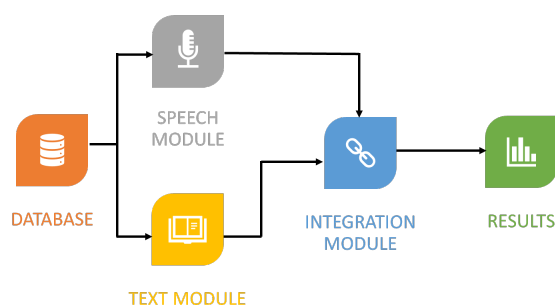 SPEECH
MODULE
DATABASE
INTEGRATION
MODULE
RESULTS
TEXT MODULE